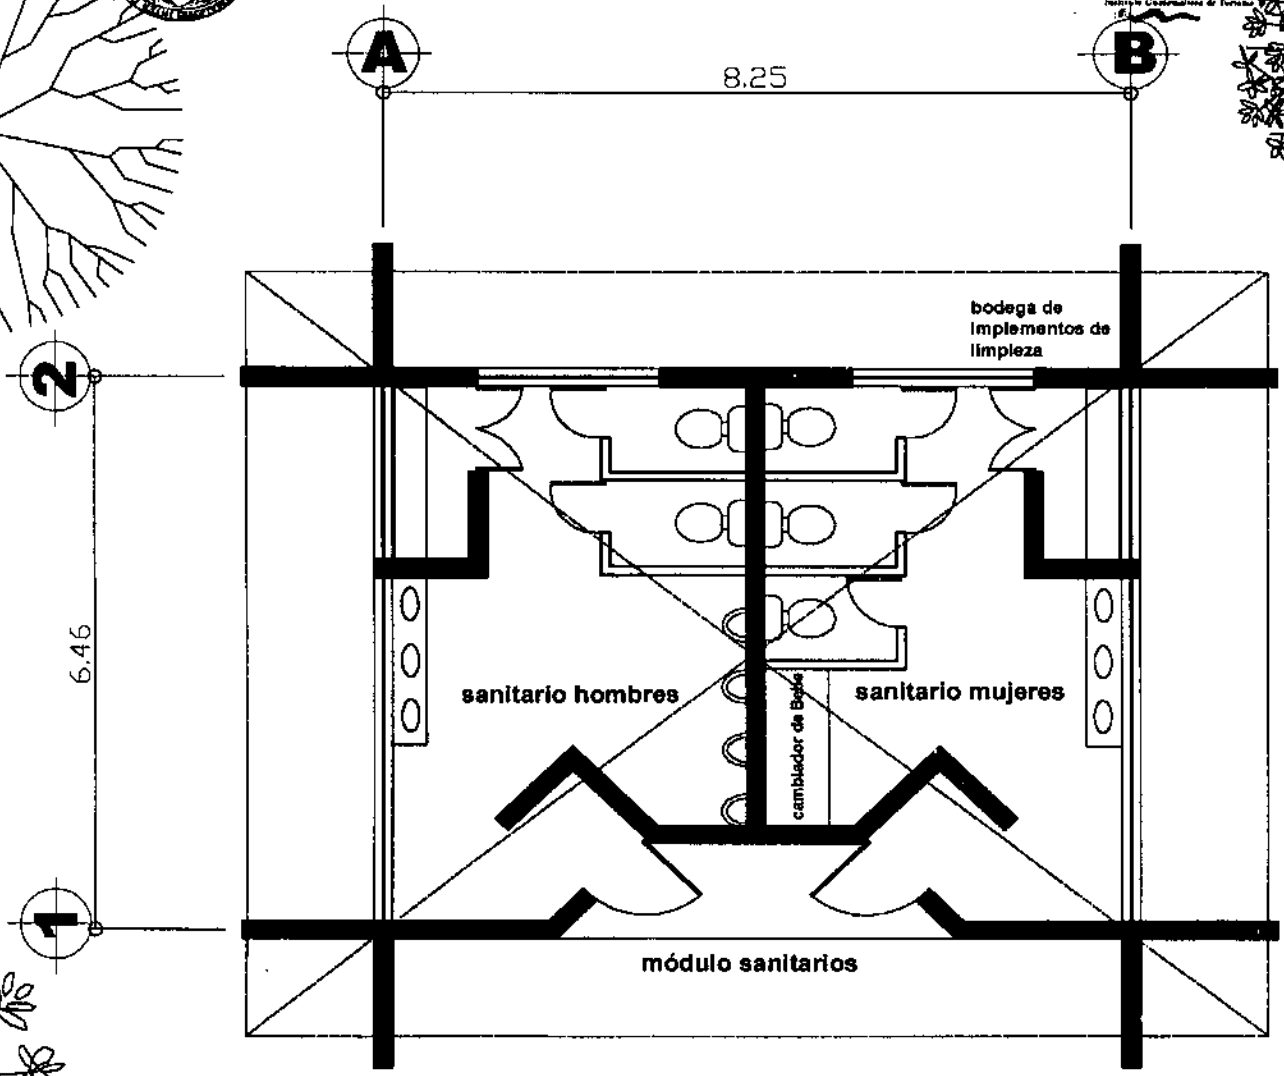 A
B
8.25
bodega de
implementos de
limpieza
2
6.46
sanitario hombres
sanitario mujeres
cambiador de Bebe
1
módulo sanitarios